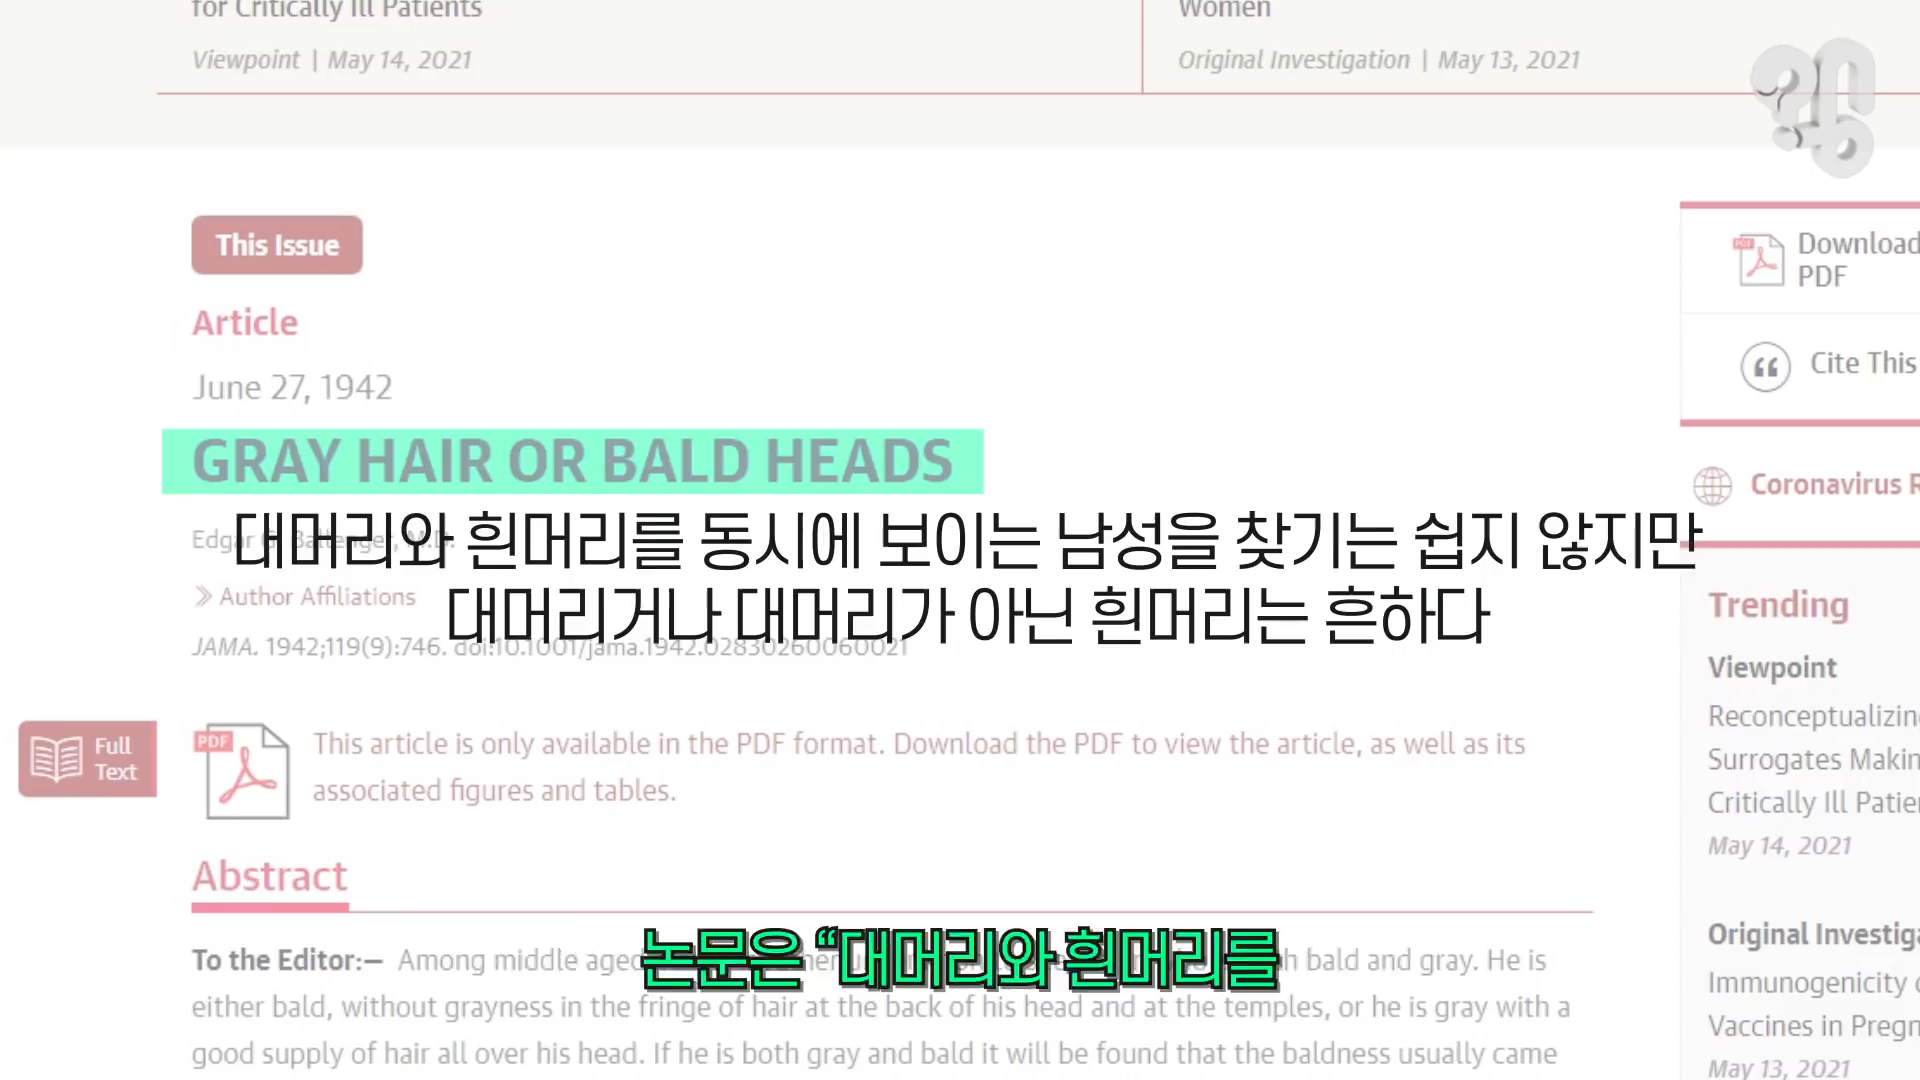 for Critically Ill Patients
Viewpoint | May 14, 2021
Women
Original Investigation | May 13, 2021
This Issue
Article
June 27, 1942
GRAY HAIR OR BALD HEADS
Edgar G. M.D.
대머리와 흰머리를 동시에 보이는 남성을 찾기는 쉽지 않지만
대머리거나 대머리가 아닌 흰머리는 흔하다
Author Affiliations
JAMA. 1942;119(9):746. doi:10.1001/jama.1942.02830260060021
Full
Text
PDF
This article is only available in the PDF format. Download the PDF to view the article, as well as its
associated figures and tables.
Abstract
To the Editor:— Among middle aged bald and gray. He is
either bald, without grayness in the fringe of hair at the back of his head and at the temples, or he is gray with a
good supply of hair all over his head. If he is both gray and bald it will be found that the baldness usually came
논문은 “대머리와 흰머리를
PDF
Download
PDF
Cite This
Coronavirus R
Trending
Viewpoint
Reconceptualizing
Surrogates Makin
Critically Ill Patie
May 14, 2021
Original Investiga
Immunogenicity o
Vaccines in Pregn
May 13, 2021